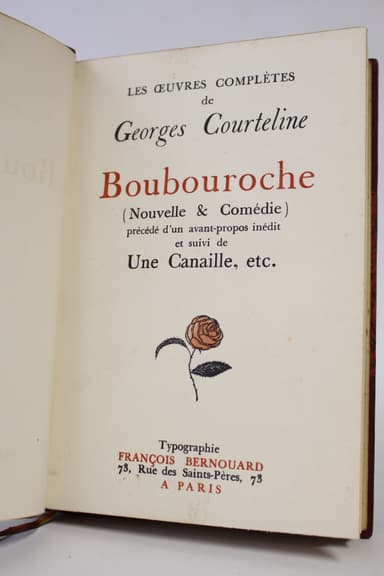 LES ŒUVRES COMPLÈTES
de
Georges Courteline
Boubouroche
(Nouvelle & Comédie)
précédé d'un avant-propos inédit
et suivi de
Une Canaille, etc.
Typographie
FRANÇOIS BERNOUARD
73, Rue des Saints-Pères, 73
A PARIS